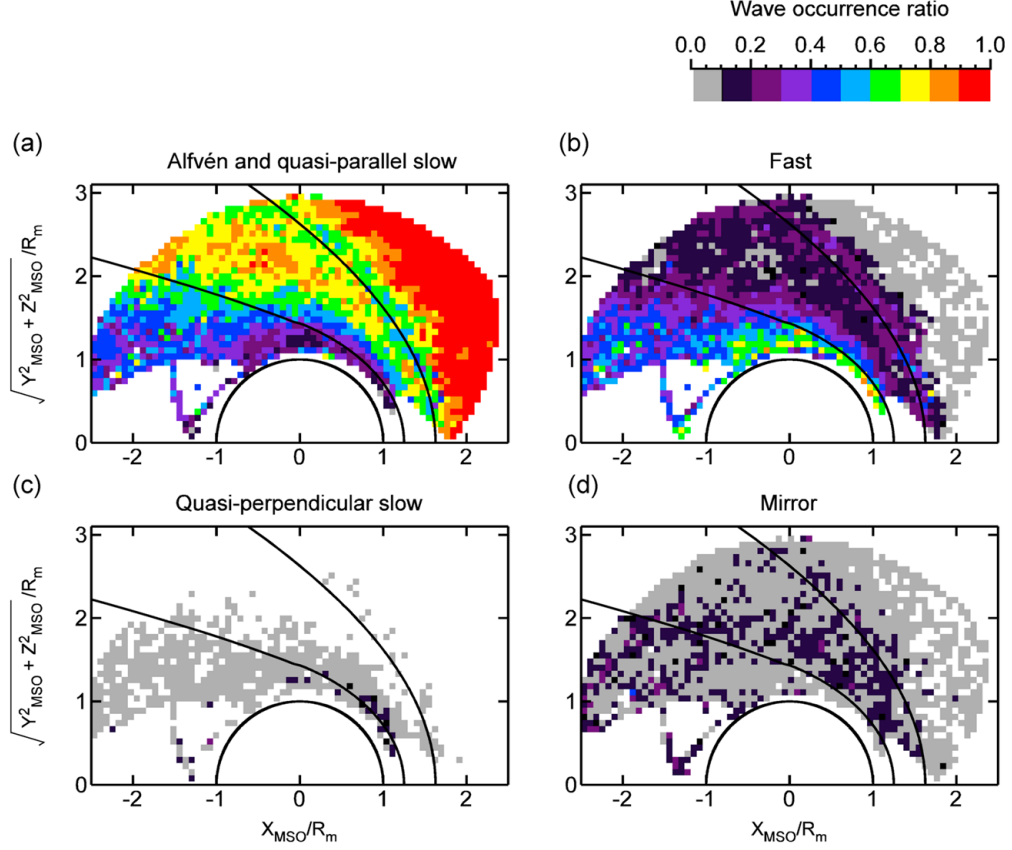 Wave occurrence ratio
0.0 0.2 0.4 0.6 0.8 1.0
(a) (b)
Alfvén and quasi-parallel slow Fast
3 3
2 2
1 1
0 0
-2 -1 0 1 2 -2 -1 0 1 2
√Y²MSO + Z²MSO /Rm
(c) (d)
Quasi-perpendicular slow Mirror
3 3
2 2
1 1
0 0
-2 -1 0 1 2 -2 -1 0 1 2
√Y²MSO + Z²MSO /Rm
XMSO/Rm XMSO/Rm